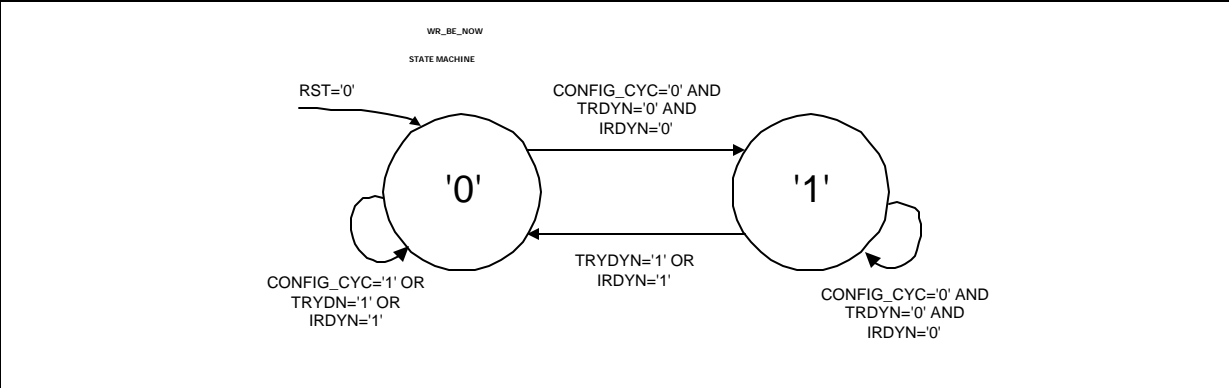 WR_BE_NOW
STATE MACHINE
RST='0'
CONFIG_CYC='0' AND
TRDYN='0' AND
IRDYN='0'
'0'
'1'
TRYDYN='1' OR
IRDYN='1'
CONFIG_CYC='1' OR
TRYDN='1' OR
IRDYN='1'
CONFIG_CYC='0' AND
TRDYN='0' AND
IRDYN='0'